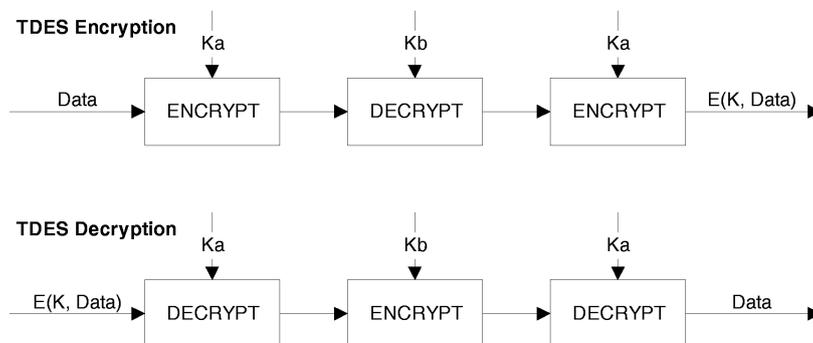 TDES Encryption
Ka Kb Ka
Data ENCRYPT DECRYPT ENCRYPT E(K, Data)
TDES Decryption
Ka Kb Ka
E(K, Data) DECRYPT ENCRYPT DECRYPT Data